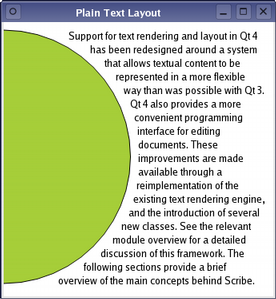 Plain Text Layout
Support for text rendering and layout in Qt 4
has been redesigned around a system
that allows textual content to be
represented in a more flexible
way than was possible with Qt 3.
Qt 4 also provides a more
convenient programming
interface for editing
documents. These
improvements are made
available through a
reimplementation of the
existing text rendering engine,
and the introduction of several
new classes. See the relevant
module overview for a detailed
discussion of this framework. The
following sections provide a brief
overview of the main concepts behind Scribe.